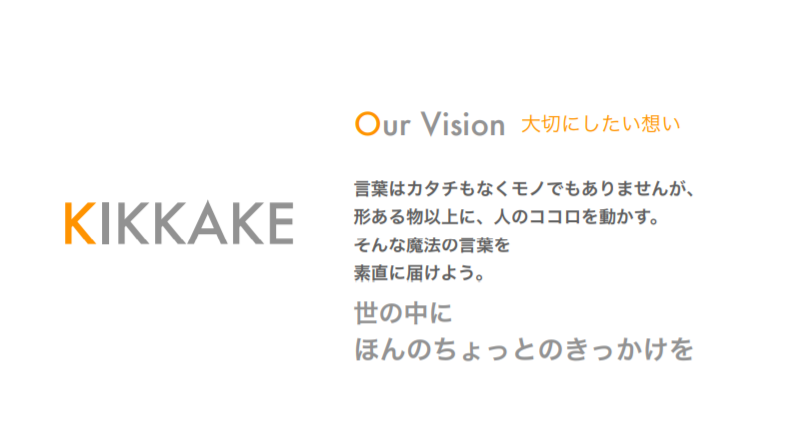 KIKKAKE
Our Vision 大切にしたい想い
言葉はカタチもなくモノでもありませんが、
形ある物以上に、人のココロを動かす。
そんな魔法の言葉を
素直に届けよう。
世の中に
ほんのちょっとのきっかけを